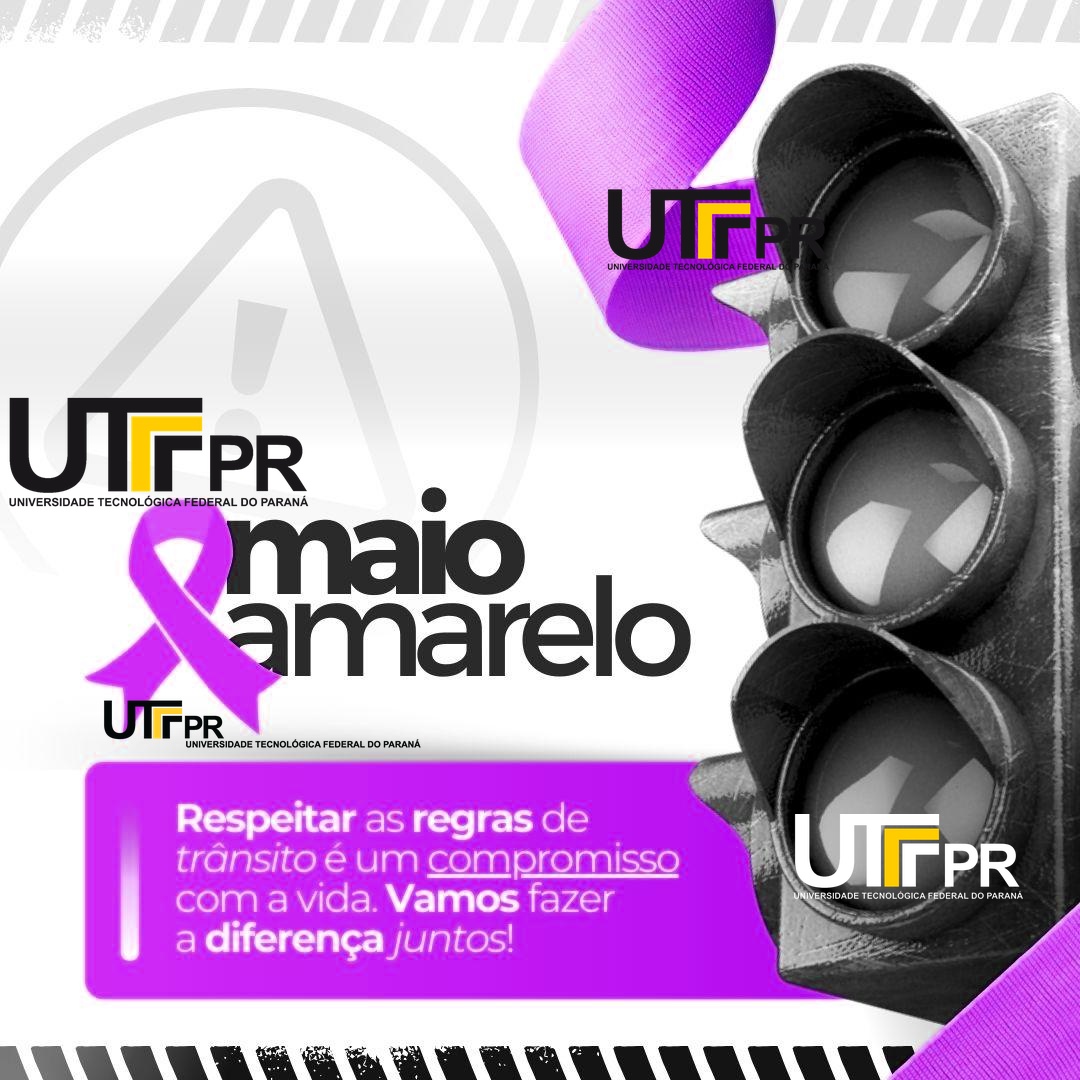 UTFPR
UNIVERSIDADE TECNOLÓGICA FEDERAL DO PARANÁ
UTFPR
UNIVERSIDADE TECNOLÓGICA FEDERAL DO PARANÁ
maio
amarelo
UTFPR
UNIVERSIDADE TECNOLÓGICA FEDERAL DO PARANÁ
Respeitar as regras de
trânsito é um compromisso
com a vida. Vamos fazer
a diferença juntos!
UTFPR
UNIVERSIDADE TECNOLÓGICA FEDERAL DO PARANÁ